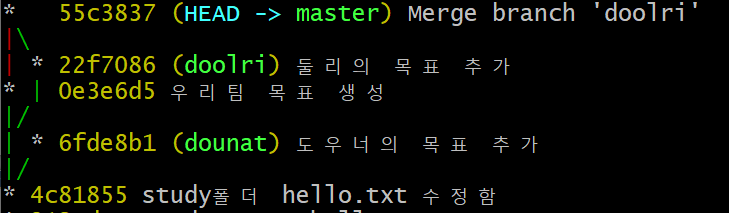 *   55c3837 (HEAD -> master) Merge branch 'doolri'
|\
| * 22f7086 (doolri) 둘리의 목표 추가
* | 0e3e6d5 우리팀 목표 생성
|/
| * 6fde8b1 (dounat) 도우너의 목표 추가
|/
* 4c81855 study폴더 hello.txt 수정함